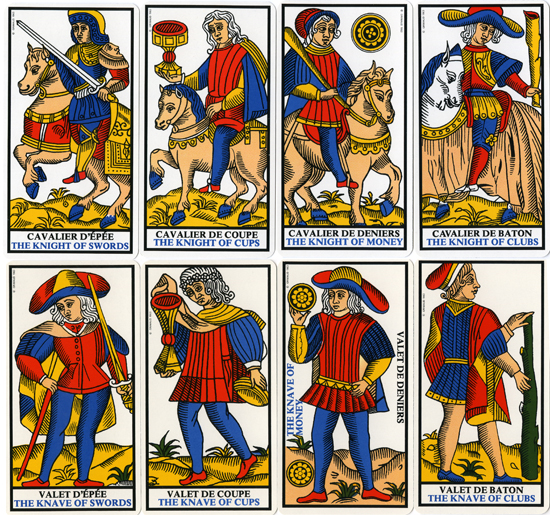 CAVALIER D'ÉPÉE
THE KNIGHT OF SWORDS
CAVALIER DE COUPE
THE KNIGHT OF CUPS
CAVALIER DE DENIERS
THE KNIGHT OF MONEY
CAVALIER DE BATON
THE KNIGHT OF CLUBS
VALET D'ÉPÉE
THE KNAVE OF SWORDS
VALET DE COUPE
THE KNAVE OF CUPS
THE KNAVE OF
MONEY
VALET DE DENIERS
VALET DE BATON
THE KNAVE OF CLUBS